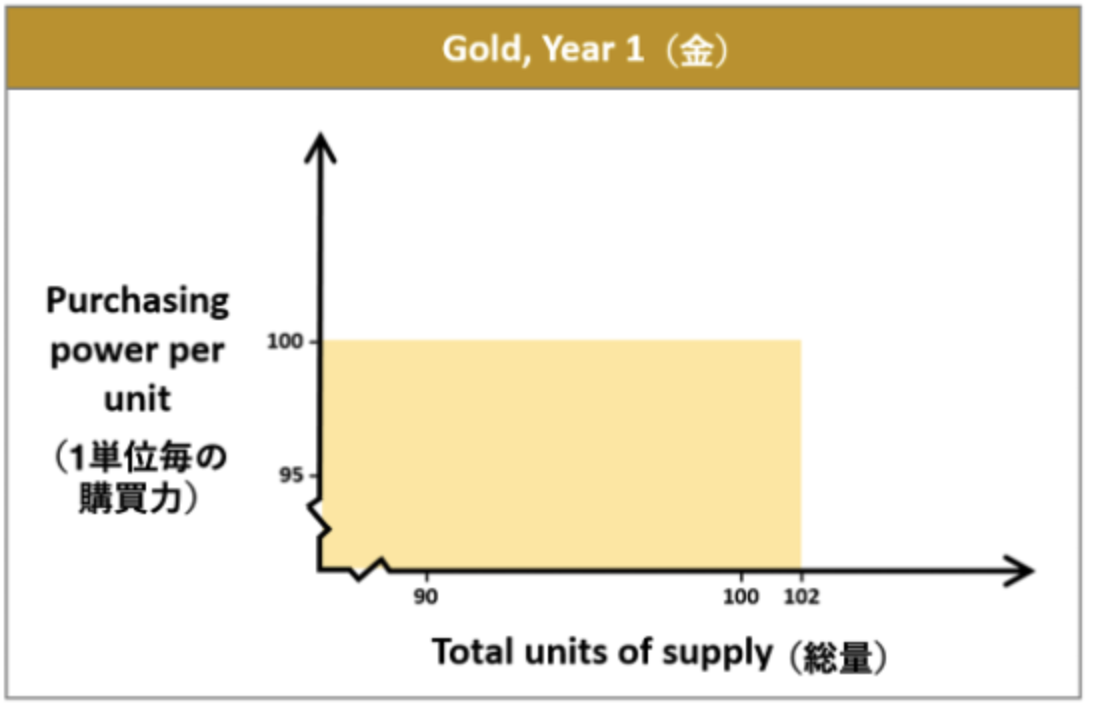 Gold, Year 1（金）
Purchasing
power per
unit
（1単位毎の
購買力）
100
95
90
100
102
Total units of supply（総量）